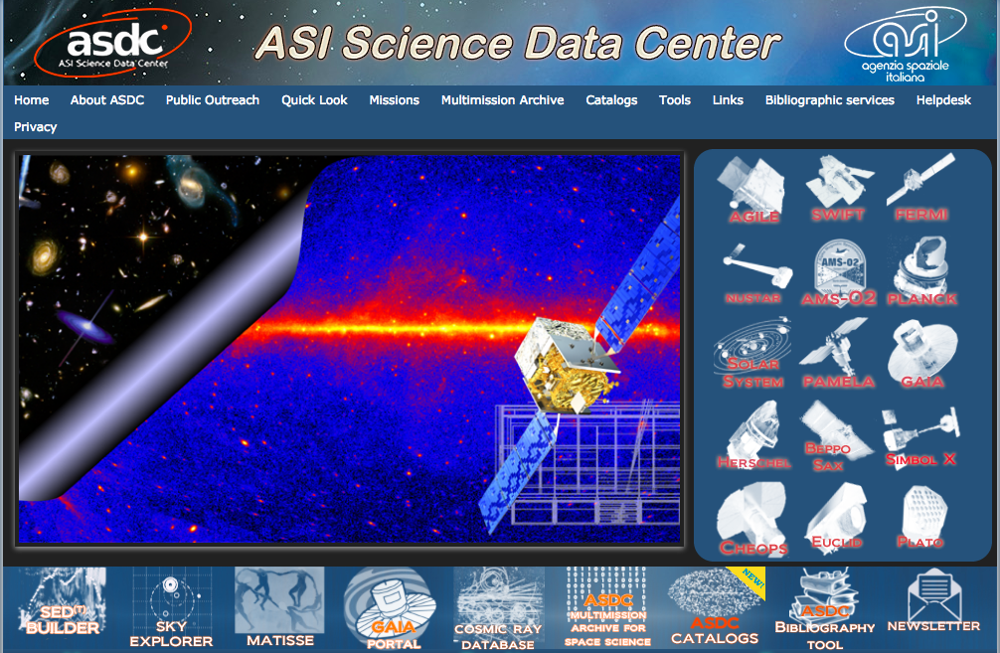 asdc
ASI Science Data Center
ASI Science Data Center
asi
agenzia spaziale
italiana
Home About ASDC Public Outreach Quick Look Missions Multimission Archive Catalogs Tools Links Bibliographic services Helpdesk
Privacy
AGILE SWIFT FERMI
NUSTAR AMS-02 AMS-02 PLANCK
SOLAR
SYSTEM PAMELA GAIA
HERSCHEL BEPPO
SAX SIMBOL X
CHEOPS EUCLID PLATO
SED(T)
BUILDER
SKY
EXPLORER
MATISSE
GAIA
PORTAL
COSMIC RAY
DATABASE
ASDC
MULTIMISSION
ARCHIVE FOR
SPACE SCIENCE
NEW!
ASDC
CATALOGS
ASDC
BIBLIOGRAPHY
TOOL
NEWSLETTER